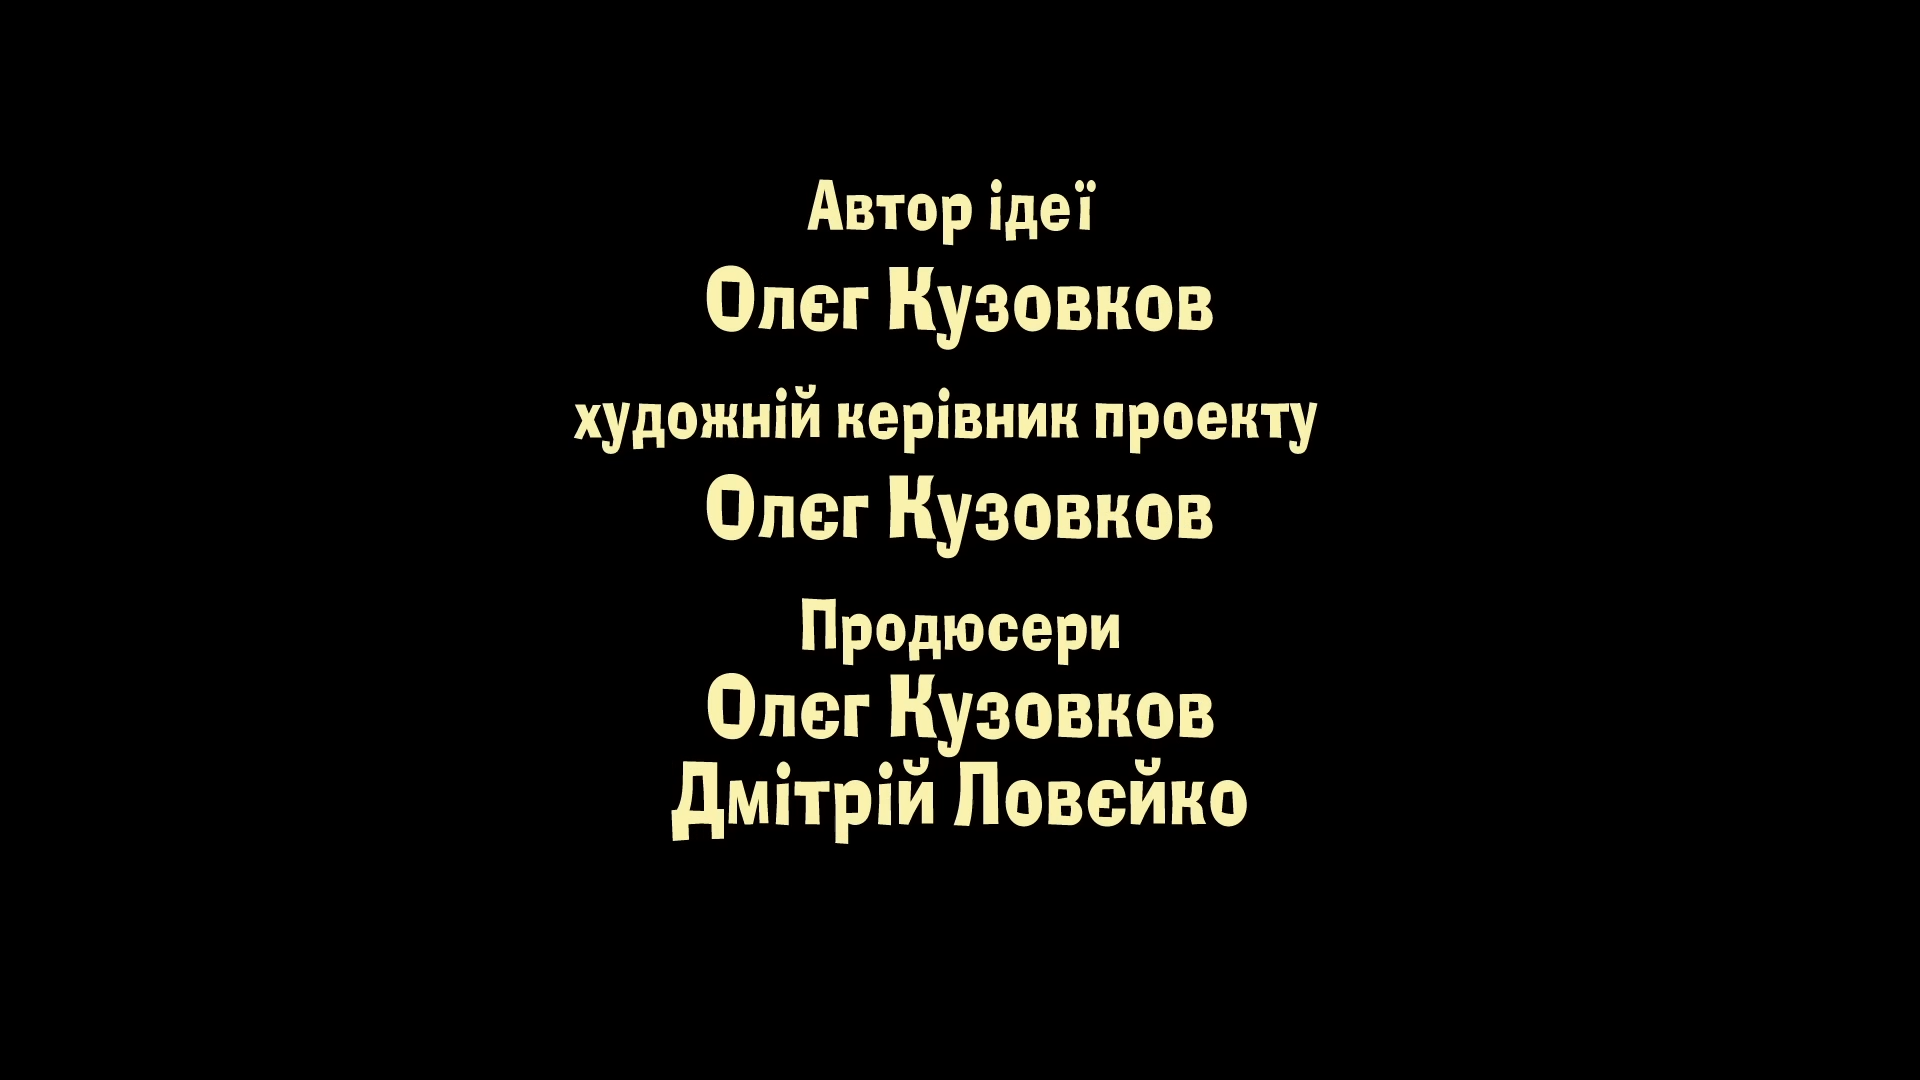 Автор ідеї
Олєг Кузовков
художній керівник проекту
Олєг Кузовков
Продюсери
Олєг Кузовков
Дмітрій Ловєйко